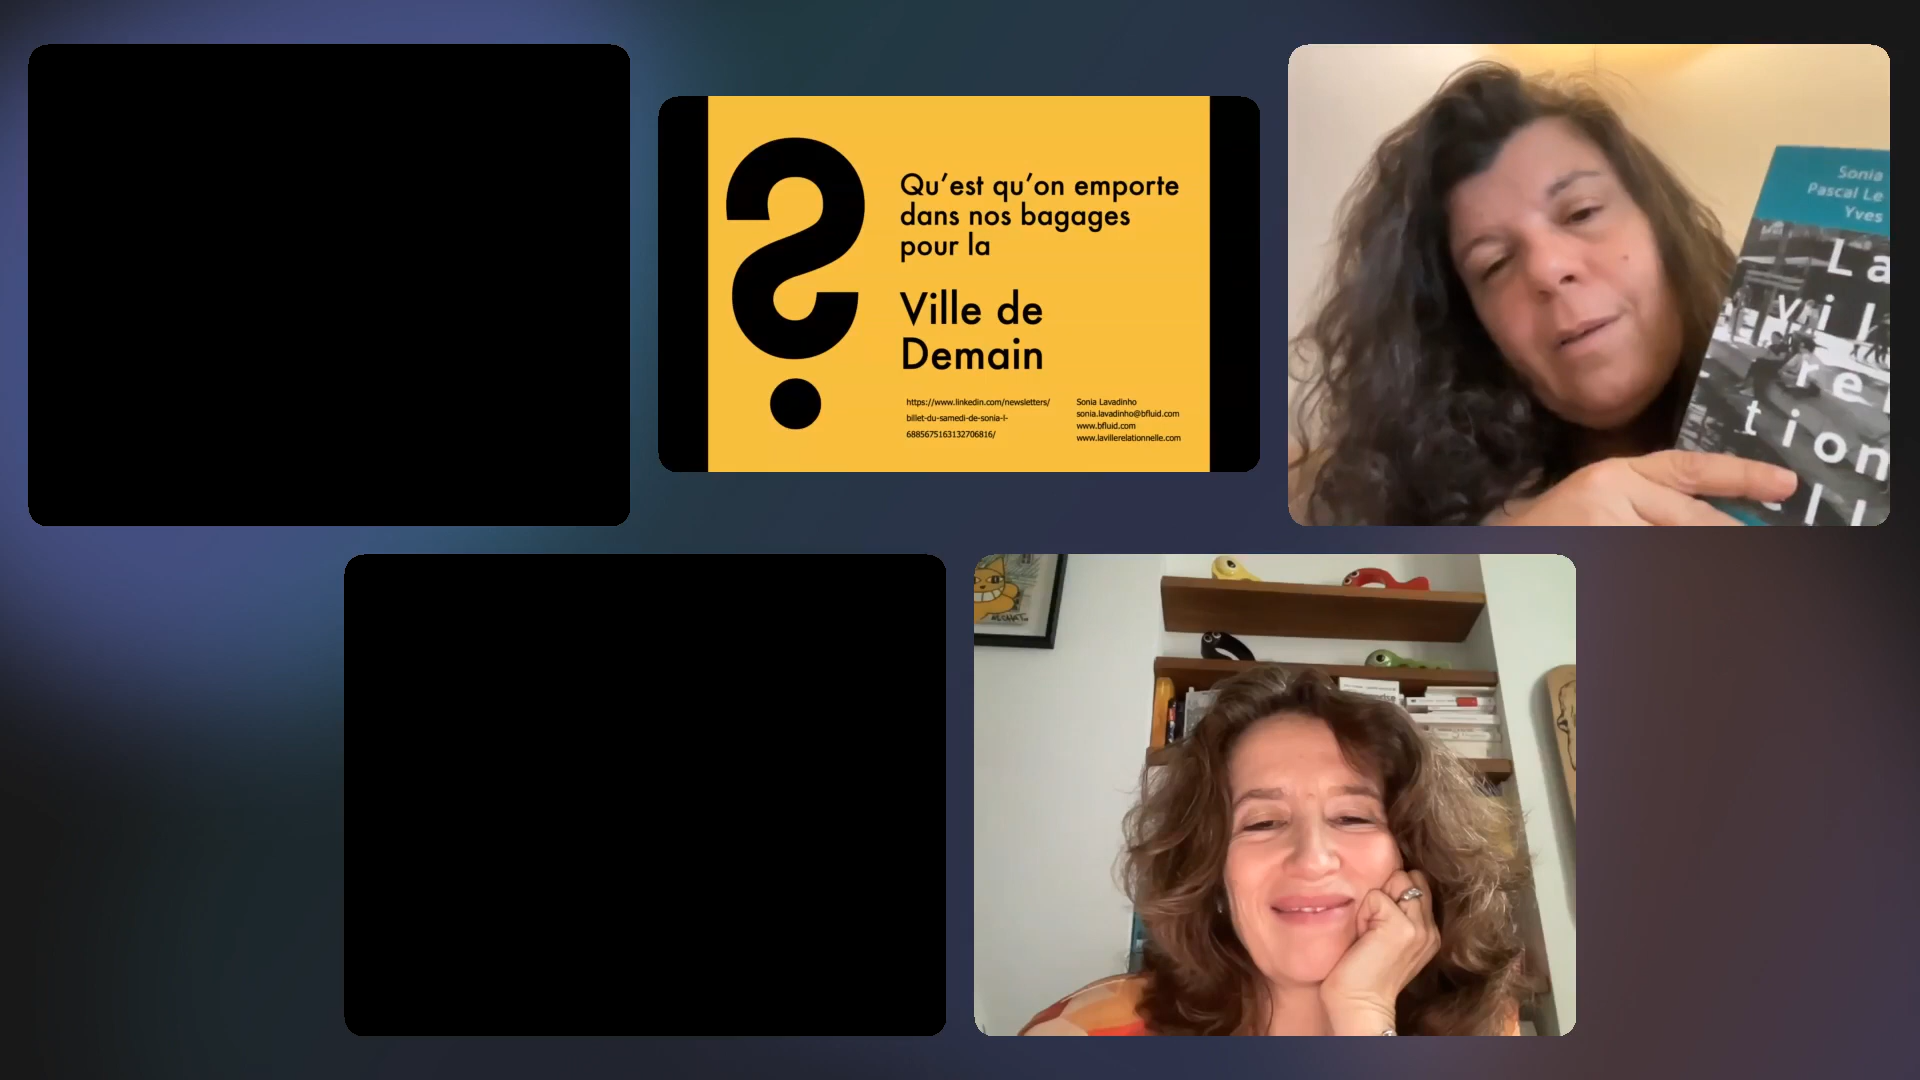 Qu’est qu’on emporte
dans nos bagages
pour la
Ville de
Demain
https://www.linkedin.com/newsletters/
billet-du-samedi-de-sonia-l-
6885675163132706816/
Sonia Lavadinho
sonia.lavadinho@bfluid.com
www.bfluid.com
www.lavillerelationnelle.com
Sonia
Pascal Le
Yves
La
vil
rel
tion
ell